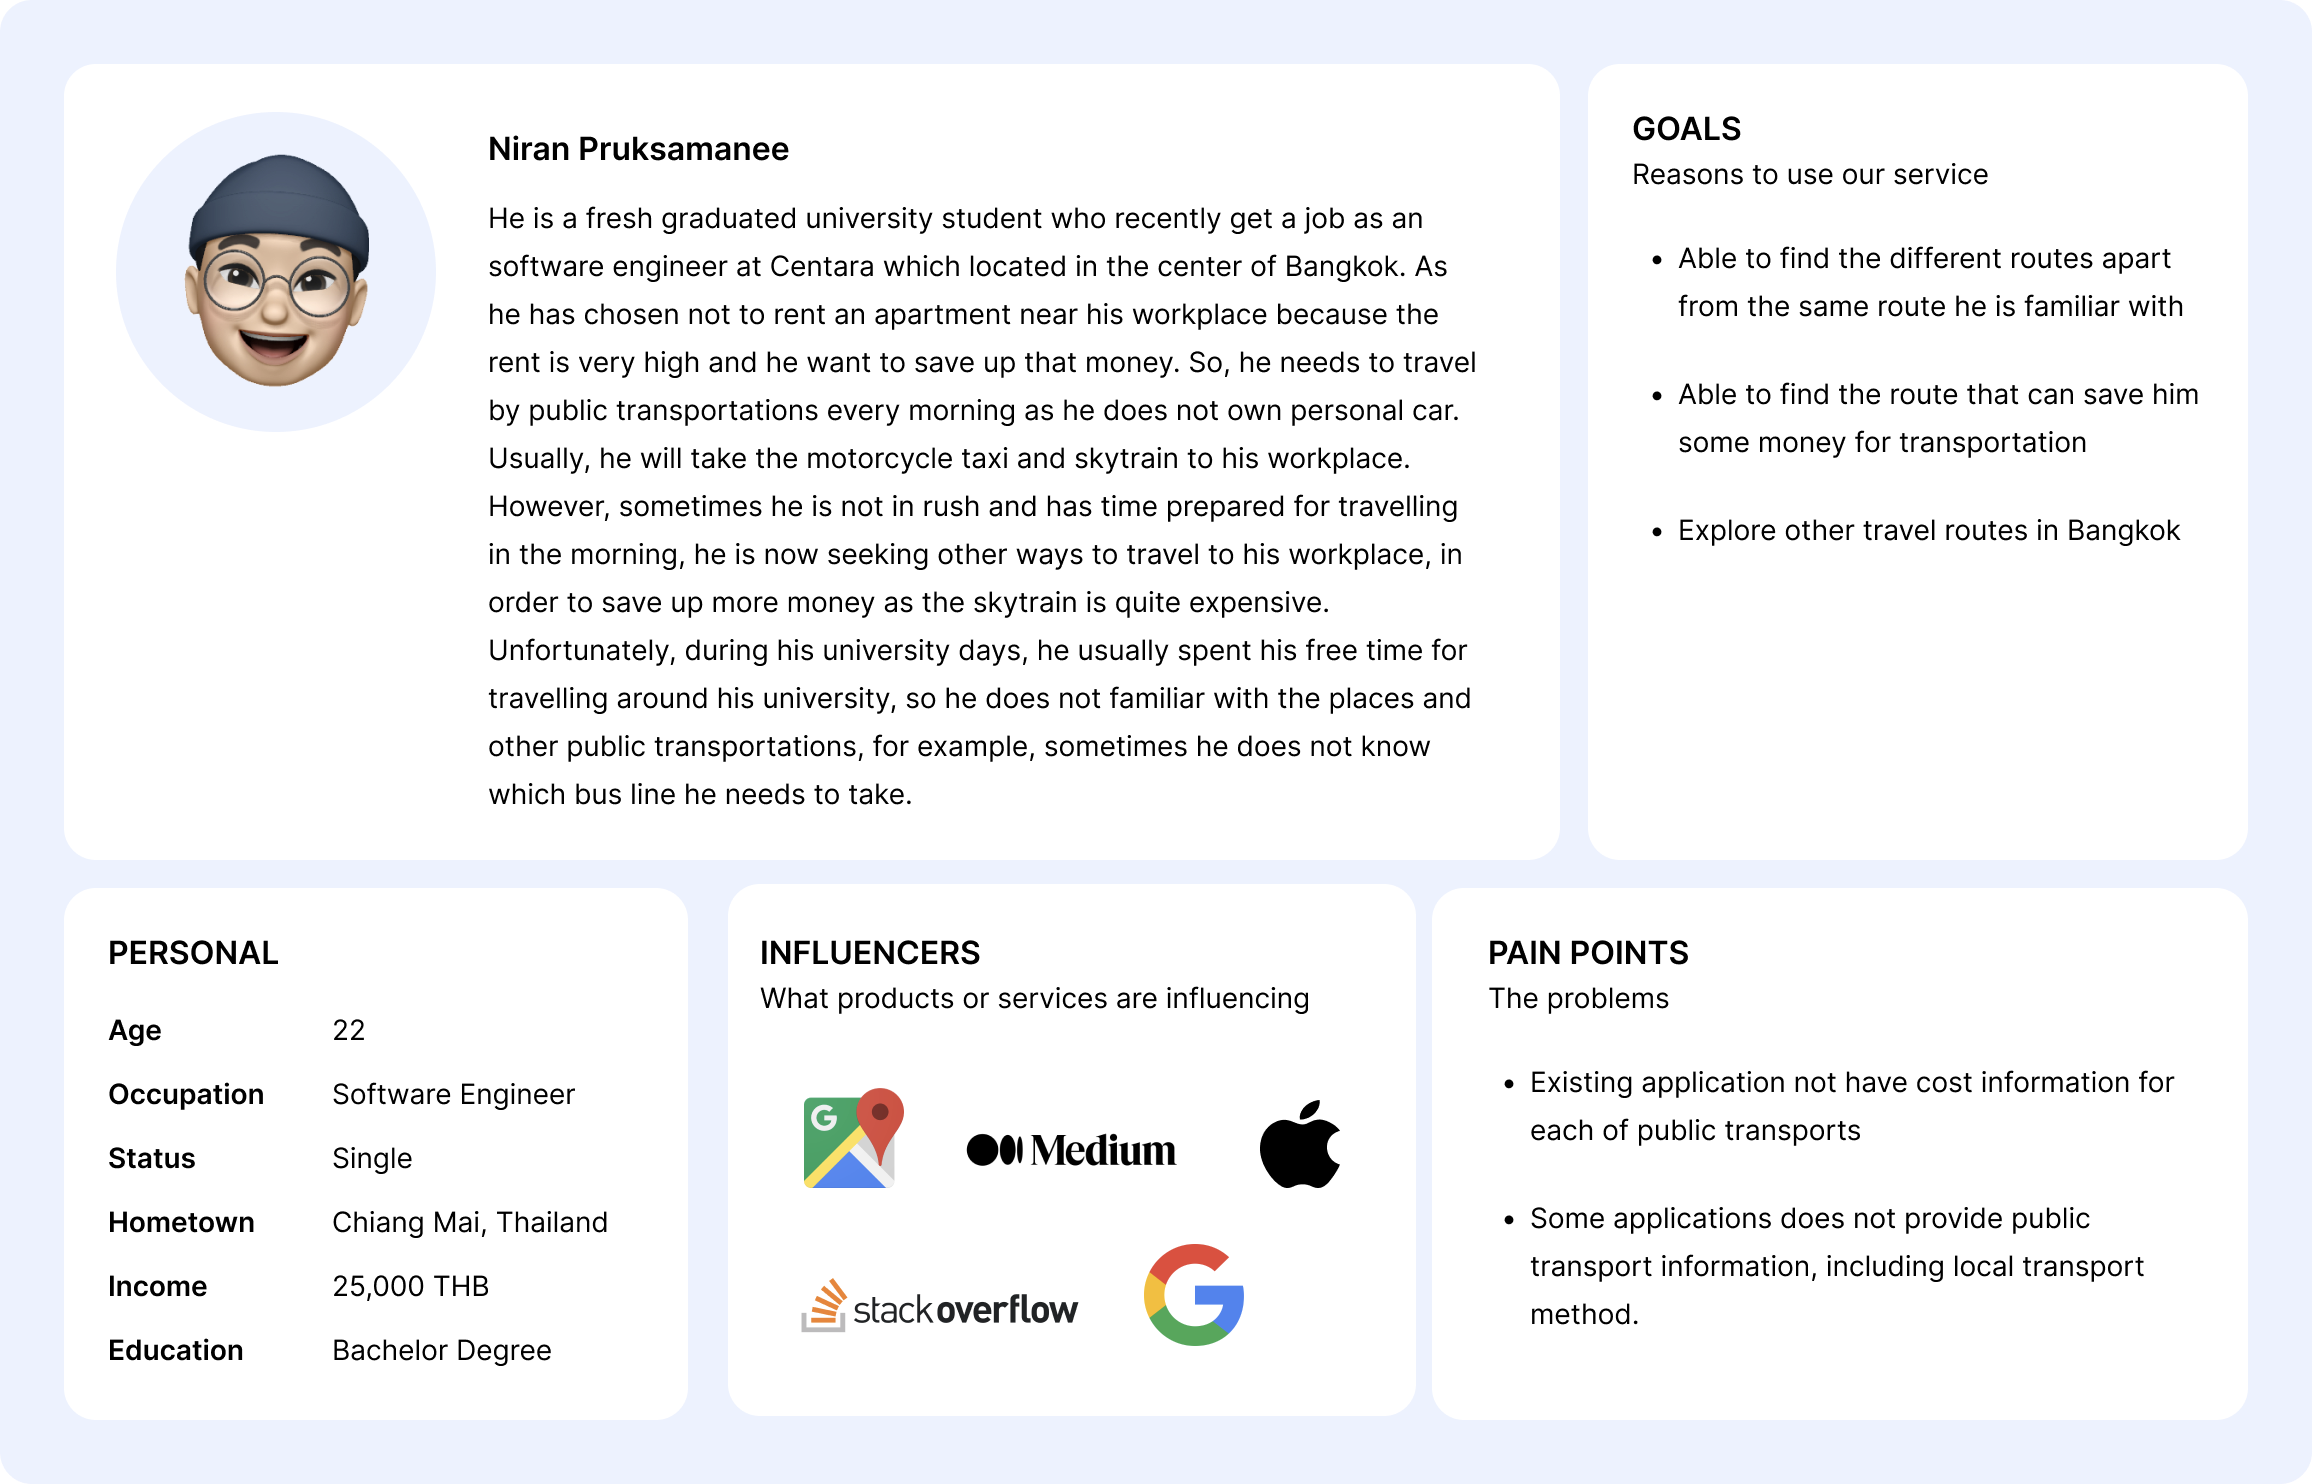 Niran Pruksamanee
He is a fresh graduated university student who recently get a job as an
software engineer at Centara which located in the center of Bangkok. As
he has chosen not to rent an apartment near his workplace because the
rent is very high and he want to save up that money. So, he needs to travel
by public transportations every morning as he does not own personal car.
Usually, he will take the motorcycle taxi and skytrain to his workplace.
However, sometimes he is not in rush and has time prepared for travelling
in the morning, he is now seeking other ways to travel to his workplace, in
order to save up more money as the skytrain is quite expensive.
Unfortunately, during his university days, he usually spent his free time for
travelling around his university, so he does not familiar with the places and
other public transportations, for example, sometimes he does not know
which bus line he needs to take.
GOALS
Reasons to use our service
• Able to find the different routes apart
from the same route he is familiar with
• Able to find the route that can save him
some money for transportation
• Explore other travel routes in Bangkok
PERSONAL
Age 22
Occupation Software Engineer
Status Single
Hometown Chiang Mai, Thailand
Income 25,000 THB
Education Bachelor Degree
INFLUENCERS
What products or services are influencing
G
Medium
stackoverflow
G
PAIN POINTS
The problems
• Existing application not have cost information for
each of public transports
• Some applications does not provide public
transport information, including local transport
method.